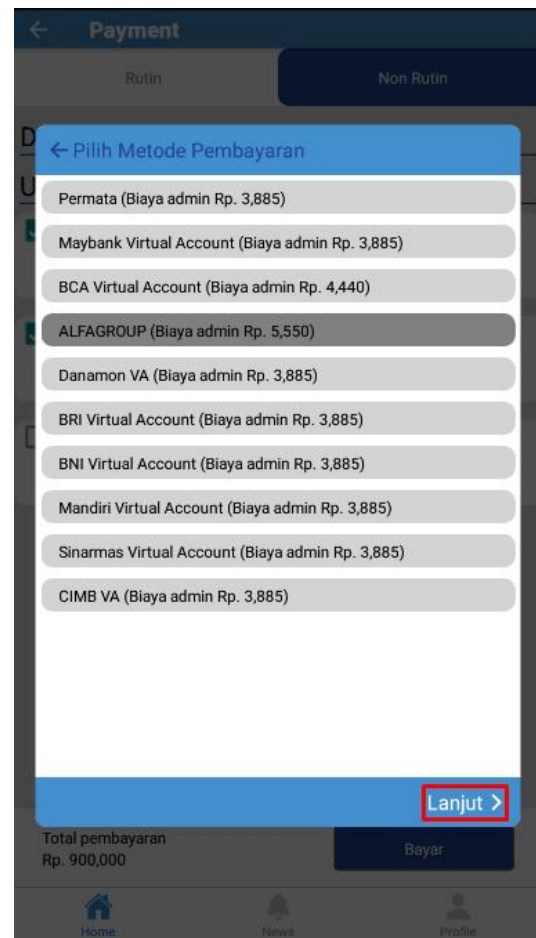 ← Payment
Rutin
Non Rutin
D
← Pilih Metode Pembayaran
U
Permata (Biaya admin Rp. 3,885)
Maybank Virtual Account (Biaya admin Rp. 3,885)
BCA Virtual Account (Biaya admin Rp. 4,440)
ALFAGROUP (Biaya admin Rp. 5,550)
Danamon VA (Biaya admin Rp. 3,885)
BRI Virtual Account (Biaya admin Rp. 3,885)
BNI Virtual Account (Biaya admin Rp. 3,885)
Mandiri Virtual Account (Biaya admin Rp. 3,885)
Sinarmas Virtual Account (Biaya admin Rp. 3,885)
CIMB VA (Biaya admin Rp. 3,885)
Lanjut >
Total pembayaran
Rp. 900,000
Bayar
Home
News
Profile